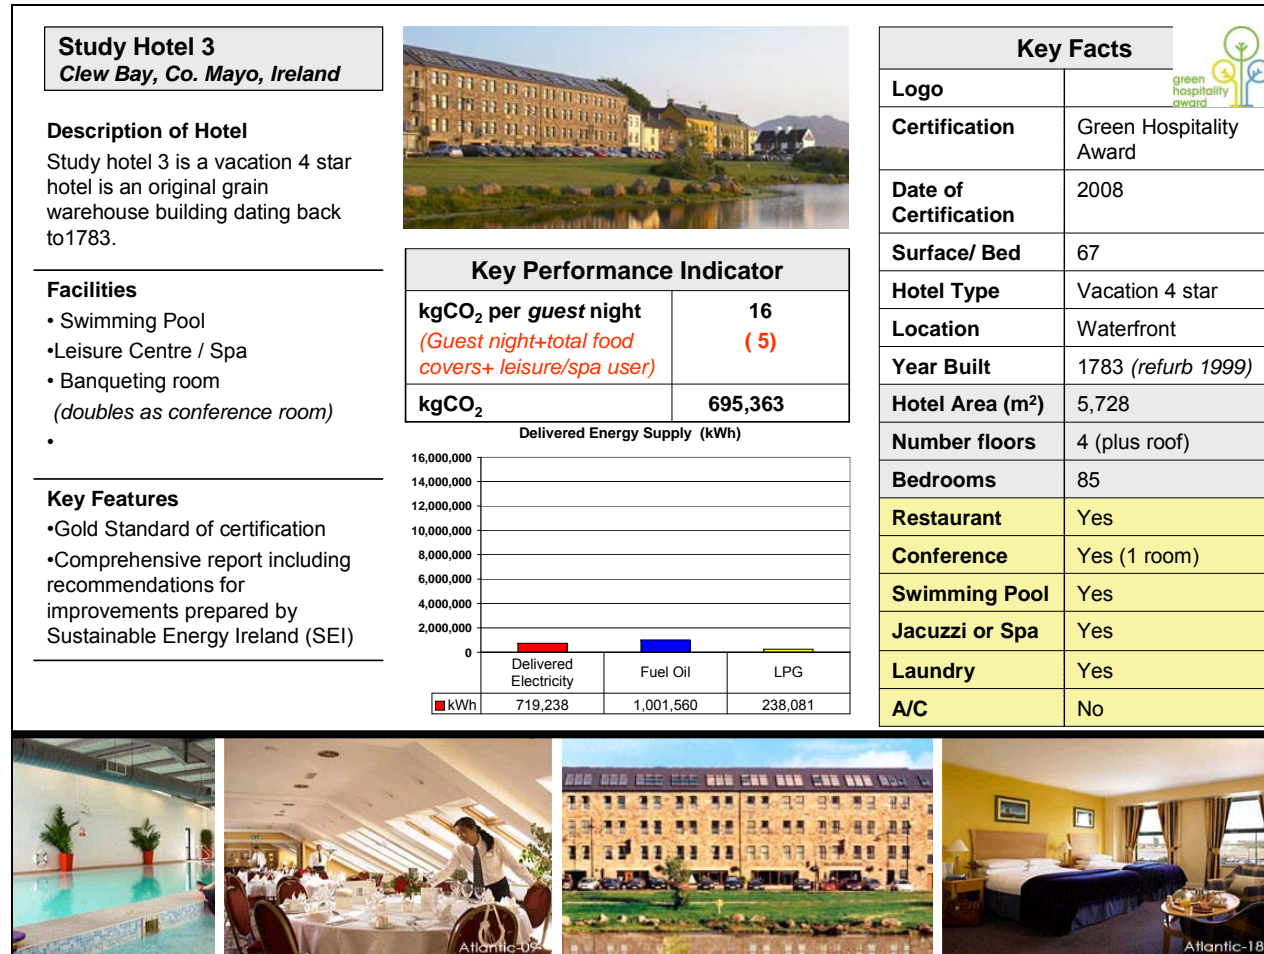 Study Hotel 3
Clew Bay, Co. Mayo, Ireland
Description of Hotel
Study hotel 3 is a vacation 4 star
hotel is an original grain
warehouse building dating back
to1783.
Facilities
• Swimming Pool
•Leisure Centre / Spa
• Banqueting room
(doubles as conference room)
•
Key Features
•Gold Standard of certification
•Comprehensive report including
recommendations for
improvements prepared by
Sustainable Energy Ireland (SEI)
Key Performance Indicator
kgCO2 per guest night 16
(Guest night+total food
covers+ leisure/spa user) ( 5)
kgCO2 695,363
Delivered Energy Supply (kWh)
16,000,000
14,000,000
12,000,000
10,000,000
8,000,000
6,000,000
4,000,000
2,000,000
0
Delivered
Electricity
Fuel Oil
LPG
kWh 719,238 1,001,560 238,081
Key Facts
green
hospitality
award
Logo
Certification Green Hospitality
Award
Date of
Certification 2008
Surface/ Bed 67
Hotel Type Vacation 4 star
Location Waterfront
Year Built 1783 (refurb 1999)
Hotel Area (m2) 5,728
Number floors 4 (plus roof)
Bedrooms 85
Restaurant Yes
Conference Yes (1 room)
Swimming Pool Yes
Jacuzzi or Spa Yes
Laundry Yes
A/C No
Atlantic-09
Atlantic-18